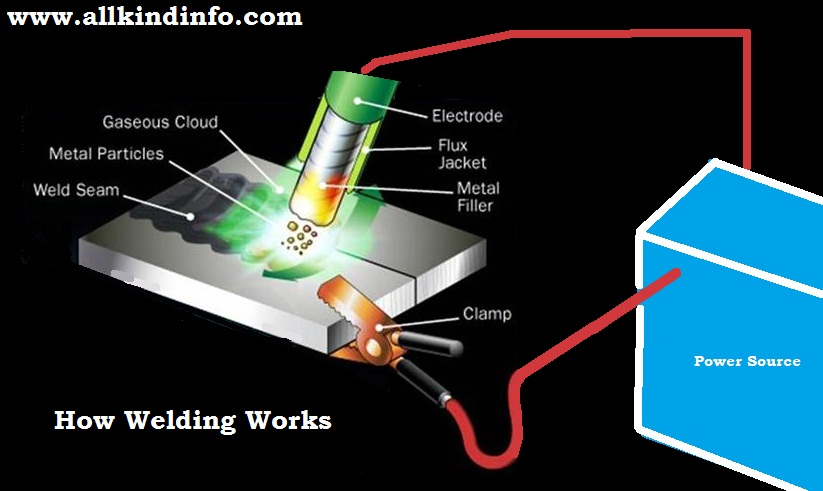 www.allkindinfo.com
Gaseous Cloud
Metal Particles
Weld Seam
Electrode
Flux
Jacket
Metal
Filler
Clamp
Power Source
How Welding Works